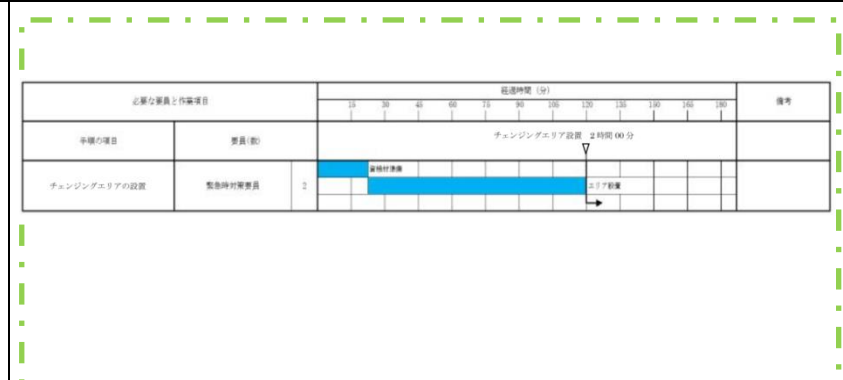 必要な要員と作業項目
経過時間（分）
備考
15 30 45 60 75 90 105 120 135 150 165 180
手順の項目
要員(数)
チェンジングエリア設置　2時間00分
チェンジングエリアの設置
緊急時対策要員
2
資機材準備
エリア設置